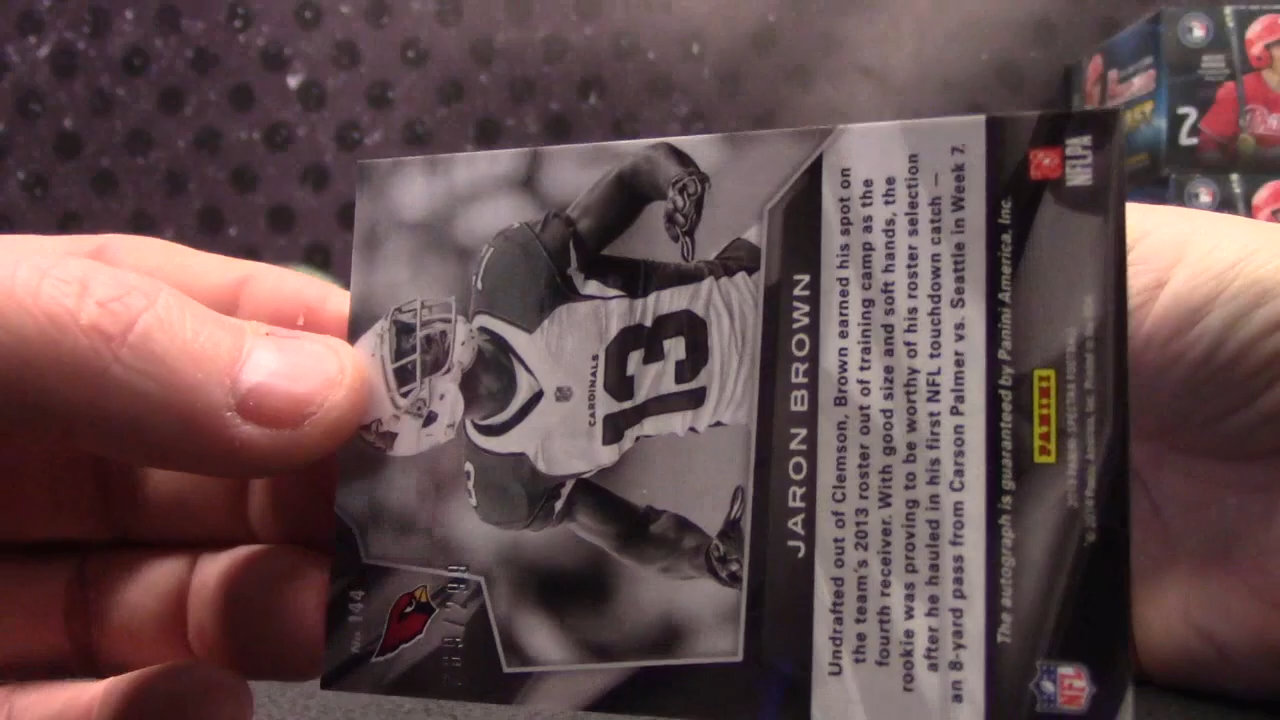 No. 144
CARDINALS
13
JARON BROWN
Undrafted out of Clemson, Brown earned his spot on
the team's 2013 roster out of training camp as the
fourth receiver. With good size and soft hands, the
rookie was proving to be worthy of his roster selection
after he hauled in his first NFL touchdown catch —
an 8-yard pass from Carson Palmer vs. Seattle in Week 7.
The autograph is guaranteed by Panini America, Inc.
PANINI
NFL
NFLPA
2